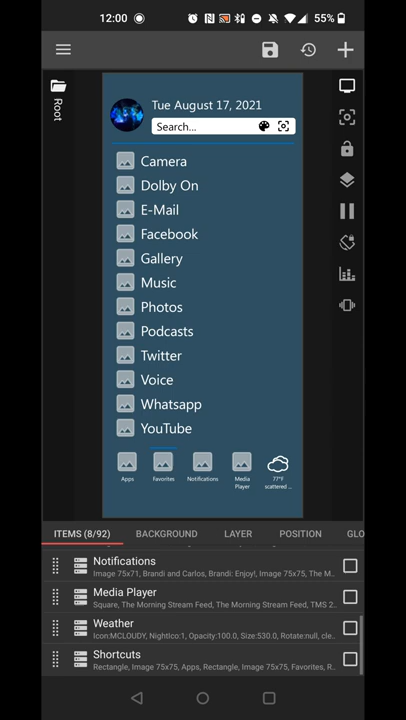 12:00
55%
Root
Tue August 17, 2021
Search...
Camera
Dolby On
E-Mail
Facebook
Gallery
Music
Photos
Podcasts
Twitter
Voice
Whatsapp
YouTube
Apps
Favorites
Notifications
Media
Player
77°F
scattered ...
ITEMS (8/92) BACKGROUND LAYER POSITION GLO
Notifications
Image 75x71, Brandi and Carlos, Brandi: Enjoy!, Image 75x75, The M..
Media Player
Square, The Morning Stream Feed, The Morning Stream Feed, TMS 2..
Weather
Icon:MCLOUDY, NightIco:1, Opacity:100.0, Size:530.0, Rotate:null, cle..
Shortcuts
Rectangle, Image 75x75, Apps, Rectangle, Image 75x75, Favorites, R..